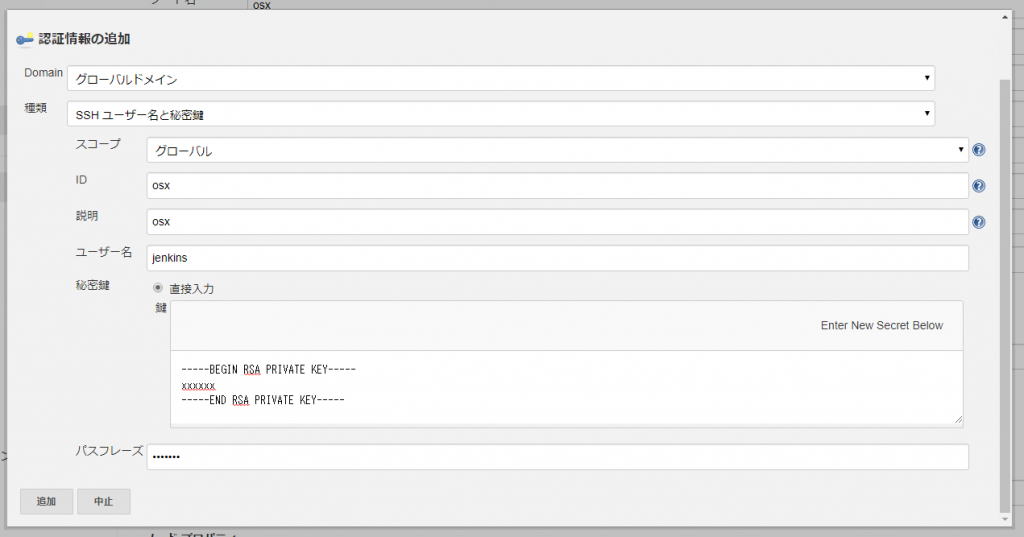 osx
認証情報の追加
Domain グローバルドメイン
種類 SSH ユーザー名と秘密鍵
スコープ グローバル
ID osx
説明 osx
ユーザー名 jenkins
秘密鍵 直接入力
鍵
Enter New Secret Below
-----BEGIN RSA PRIVATE KEY-----
xxxxxx
-----END RSA PRIVATE KEY-----
パスフレーズ •••••••
追加 中止